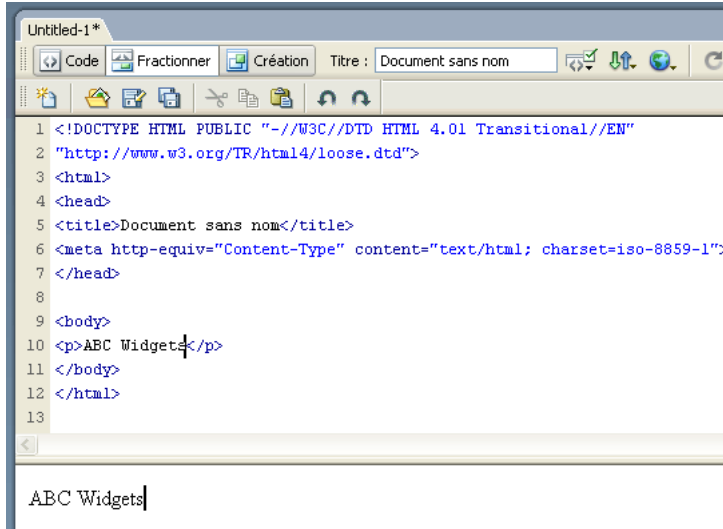 Untitled-1*
Code Fractionner Création Titre : Document sans nom
1 <!DOCTYPE HTML PUBLIC "-//W3C//DTD HTML 4.01 Transitional//EN"
2 "http://www.w3.org/TR/html4/loose.dtd">
3 <html>
4 <head>
5 <title>Document sans nom</title>
6 <meta http-equiv="Content-Type" content="text/html; charset=iso-8859-1">
7 </head>
8
9 <body>
10 <p>ABC Widgets</p>
11 </body>
12 </html>
13
ABC Widgets